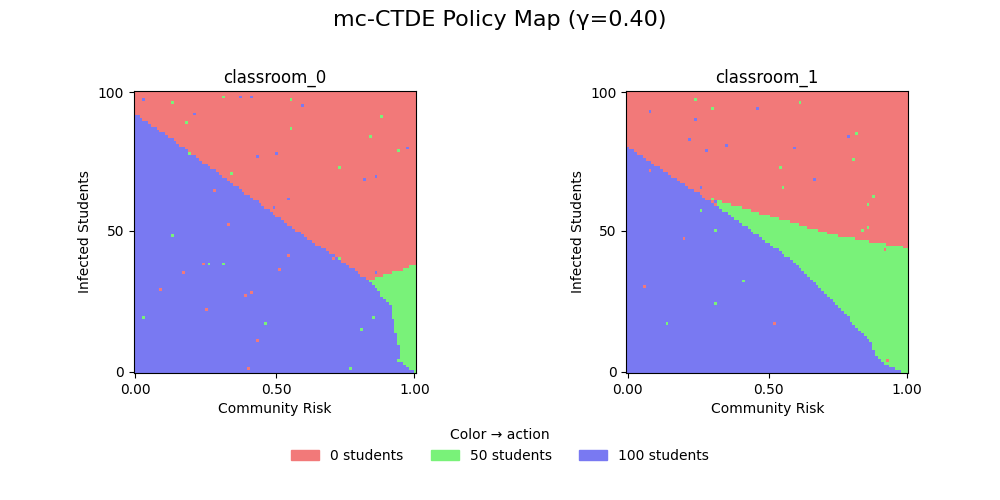 mc-CTDE Policy Map (γ=0.40)
classroom_0
classroom_1
100
50
0
Infected Students
0.00 0.50 1.00
Community Risk
100
50
0
Infected Students
0.00 0.50 1.00
Community Risk
Color → action
0 students 50 students 100 students